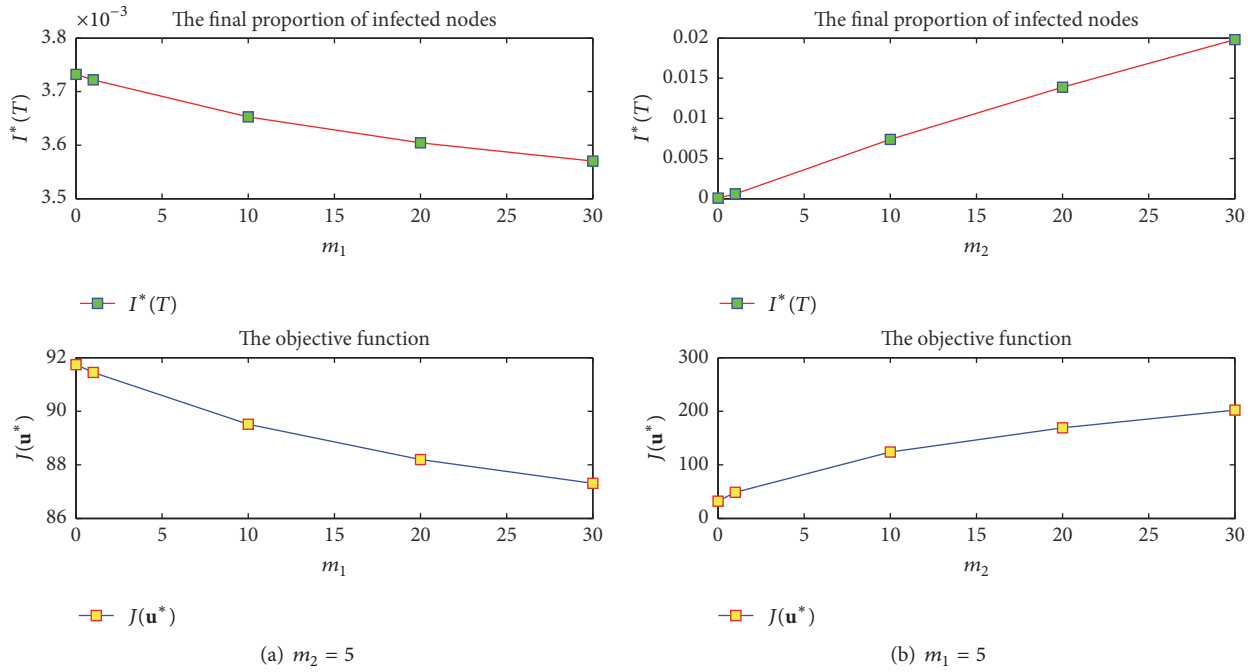 The final proportion of infected nodes
×10⁻³
3.8
3.7
3.6
3.5
I*(T)
0 5 10 15 20 25 30
m₁
I*(T)
The objective function
92
90
88
86
J(u*)
0 5 10 15 20 25 30
m₁
J(u*)
(a) m₂ = 5
The final proportion of infected nodes
0.02
0.015
0.01
0.005
0
I*(T)
0 5 10 15 20 25 30
m₂
I*(T)
The objective function
300
200
100
0
J(u*)
0 5 10 15 20 25 30
m₂
J(u*)
(b) m₁ = 5